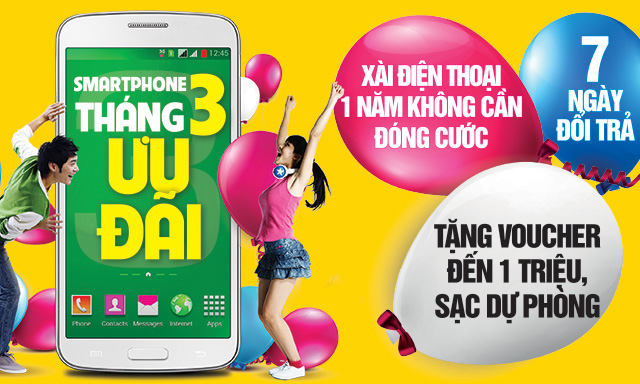 12:45
SMARTPHONE
THÁNG 3
ƯU
ĐÃI
Phone Contacts Messages Internet Apps
XÀI ĐIỆN THOẠI
1 NĂM KHÔNG CẦN
ĐÓNG CƯỚC
7
NGÀY
ĐỔI TRẢ
TẶNG VOUCHER
ĐẾN 1 TRIỆU,
SẠC DỰ PHÒNG